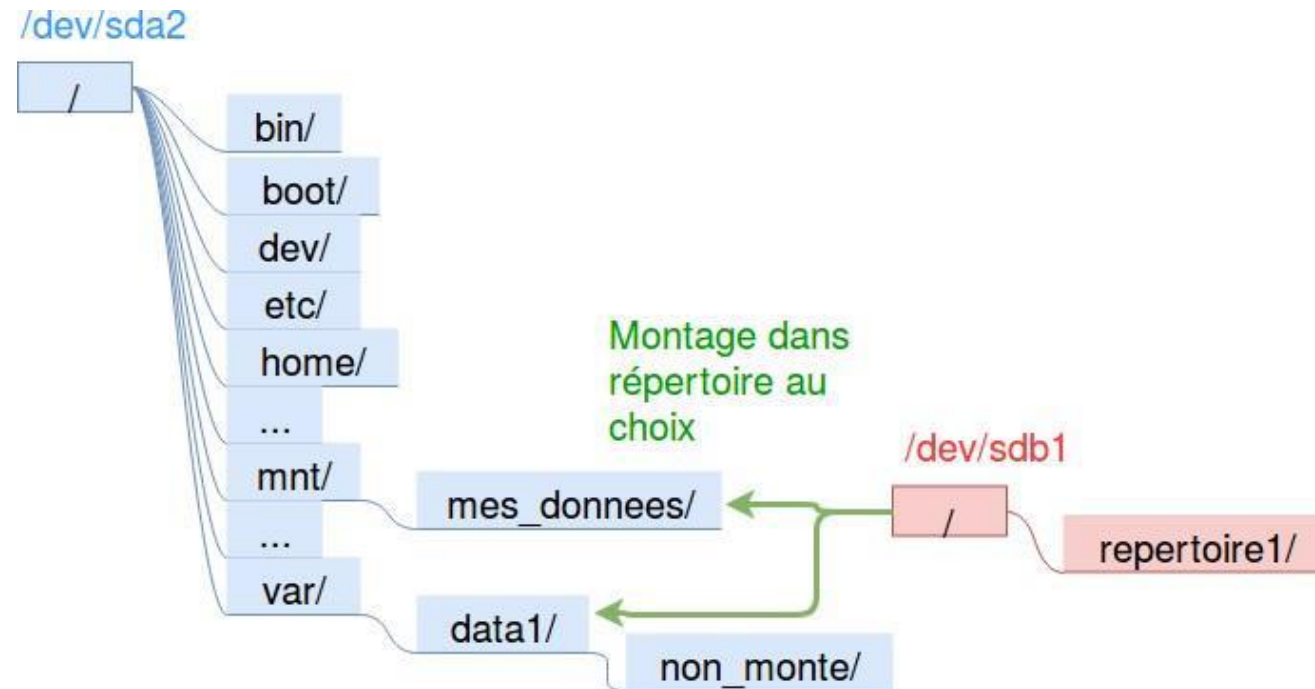 /dev/sda2
/
bin/
boot/
dev/
etc/
home/
...
mnt/
...
var/
mes_donnees/
data1/
non_monte/
Montage dans
répertoire au
choix
/dev/sdb1
/
repertoire1/